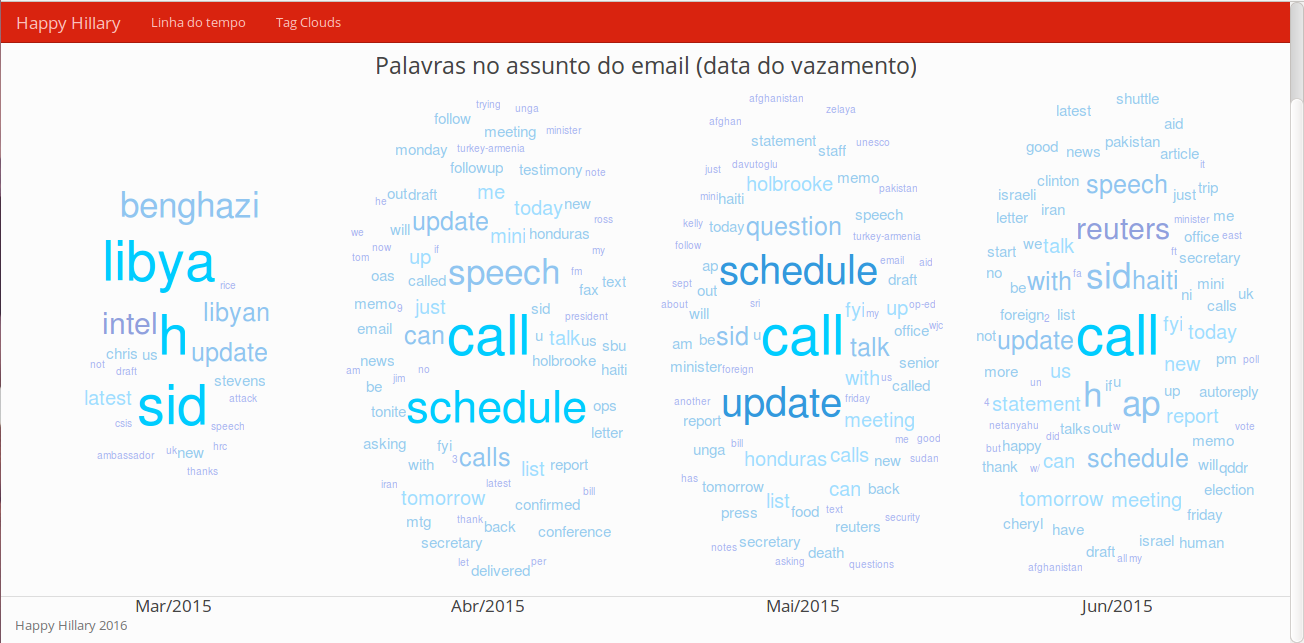 Happy Hillary Linha do tempo Tag Clouds
Palavras no assunto do email (data do vazamento)
benghazi
libya
rice
libyan
intel h
chris us update
not
draft
stevens
latest sid attack
csis speech
ambassador uk new hrc
thanks
Mar/2015
trying unga
follow
meeting minister
monday turkey-armenia
followup testimony note
he out draft me
today new
we will update mini honduras ross
now if my
tom up
oas called speech fm
fax text
memo 9 just sid president
email can call u talk us sbu
news holbrooke
am no haiti
be jim
tonite schedule ops
letter
asking fyi
with 3 calls list report
iran latest bill
tomorrow confirmed
mtg thank back conference
secretary
let delivered per
Abr/2015
afghanistan zelaya
afghan
statement staff unesco
just davutoglu
holbrooke memo pakistan
mini haiti
kelly today question speech
turkey-armenia
follow
ap schedule email aid
sept out draft
about sri fyi my up op-ed
will
am be sid u call talk office wjc
minister foreign senior
with us called
another update friday
report meeting
me good
unga bill honduras calls new sudan
has
tomorrow list can back
press food text reuters security
notes secretary death
asking questions
Mai/2015
shuttle
latest aid
good news pakistan article
it
clinton speech just trip
israeli
letter iran reuters minister me
start we talk office east
ft secretary
no be with fa sid haiti ni mini uk
calls
foreign 2 list fyi today
not update call
more us new pm poll
un h if u ap up autoreply
4 statement report
netanyahu did talks out w vote
but happy memo
thank w/ can schedule will qddr
election
tomorrow meeting
cheryl have friday
israel human
draft all my
afghanistan
Jun/2015
Happy Hillary 2016